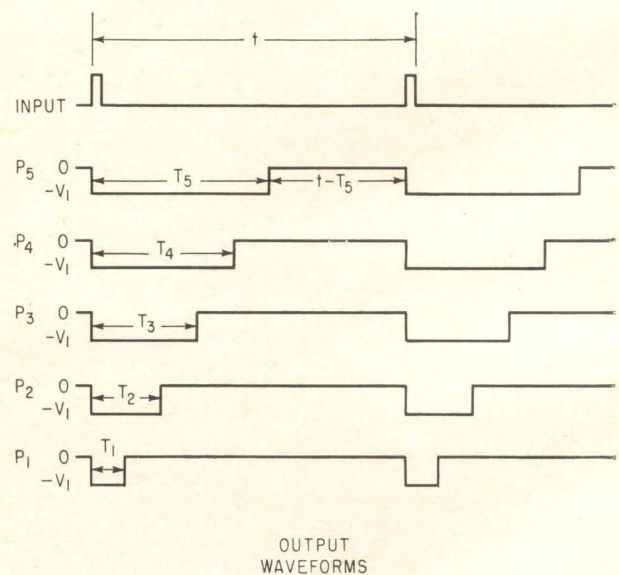 t
INPUT
P5 0
-V1
T5
t-T5
P4 0
-V1
T4
P3 0
-V1
T3
P2 0
-V1
T2
P1 0
-V1
T1
OUTPUT
WAVEFORMS